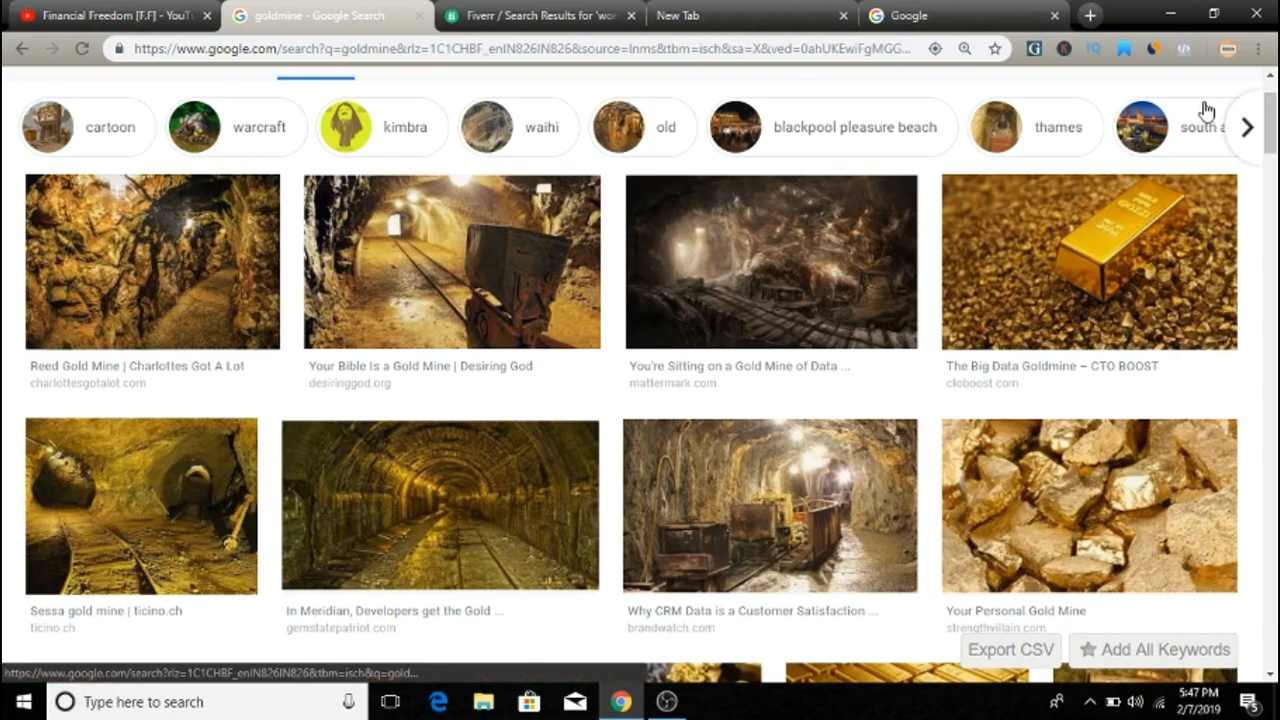 Financial Freedom [F.F] - YouT
goldmine - Google Search
Fiverr / Search Results for 'wor
New Tab
Google
https://www.google.com/search?q=goldmine&rlz=1C1CHBF_enIN826IN826&source=lnms&tbm=isch&sa=X&ved=0ahUKEwiFgMGG...
cartoon
warcraft
kimbra
waihi
old
blackpool pleasure beach
thames
south a
Reed Gold Mine | Charlottes Got A Lot
charlottesgotalot.com
Your Bible Is a Gold Mine | Desiring God
desiringgod.org
You're Sitting on a Gold Mine of Data ...
mattermark.com
The Big Data Goldmine – CTO BOOST
ctoboost.com
Sessa gold mine | ticino.ch
ticino.ch
In Meridian, Developers get the Gold ...
gemstatepatriot.com
Why CRM Data is a Customer Satisfaction ...
brandwatch.com
Your Personal Gold Mine
strengthvillain.com
Export CSV
Add All Keywords
https://www.google.com/search?rlz=1C1CHBF_enIN826IN826&tbm=isch&q=gold...
Type here to search
5:47 PM
2/7/2019
5